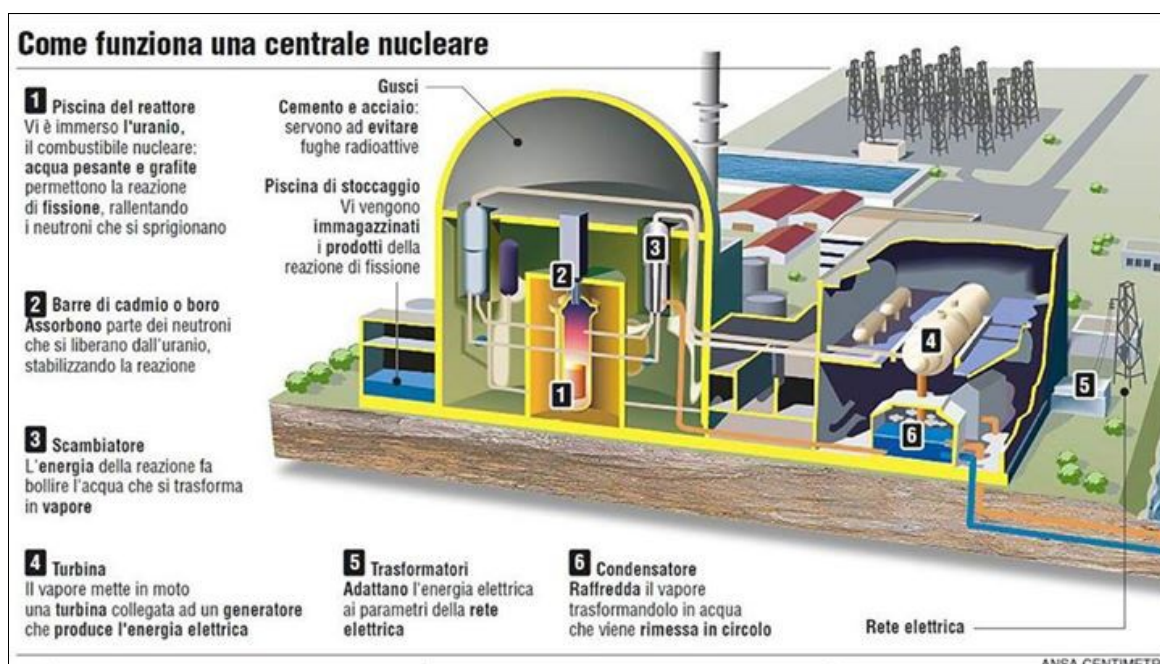 Come funziona una centrale nucleare
1 Piscina del reattore
Vi è immerso l'uranio,
il combustibile nucleare:
acqua pesante e grafite
permettono la reazione
di fissione, rallentando
i neutroni che si sprigionano
Gusci
Cemento e acciaio:
servono ad evitare
fughe radioattive
Piscina di stoccaggio
Vi vengono
immagazzinati
i prodotti della
reazione di fissione
2 Barre di cadmio o boro
Assorbono parte dei neutroni
che si liberano dall'uranio,
stabilizzando la reazione
3 Scambiatore
L'energia della reazione fa
bollire l'acqua che si trasforma
in vapore
3
2
1
4
5
6
4 Turbina
Il vapore mette in moto
una turbina collegata ad un generatore
che produce l'energia elettrica
5 Trasformatori
Adattano l'energia elettrica
ai parametri della rete
elettrica
6 Condensatore
Raffredda il vapore
trasformandolo in acqua
che viene rimessa in circolo
Rete elettrica